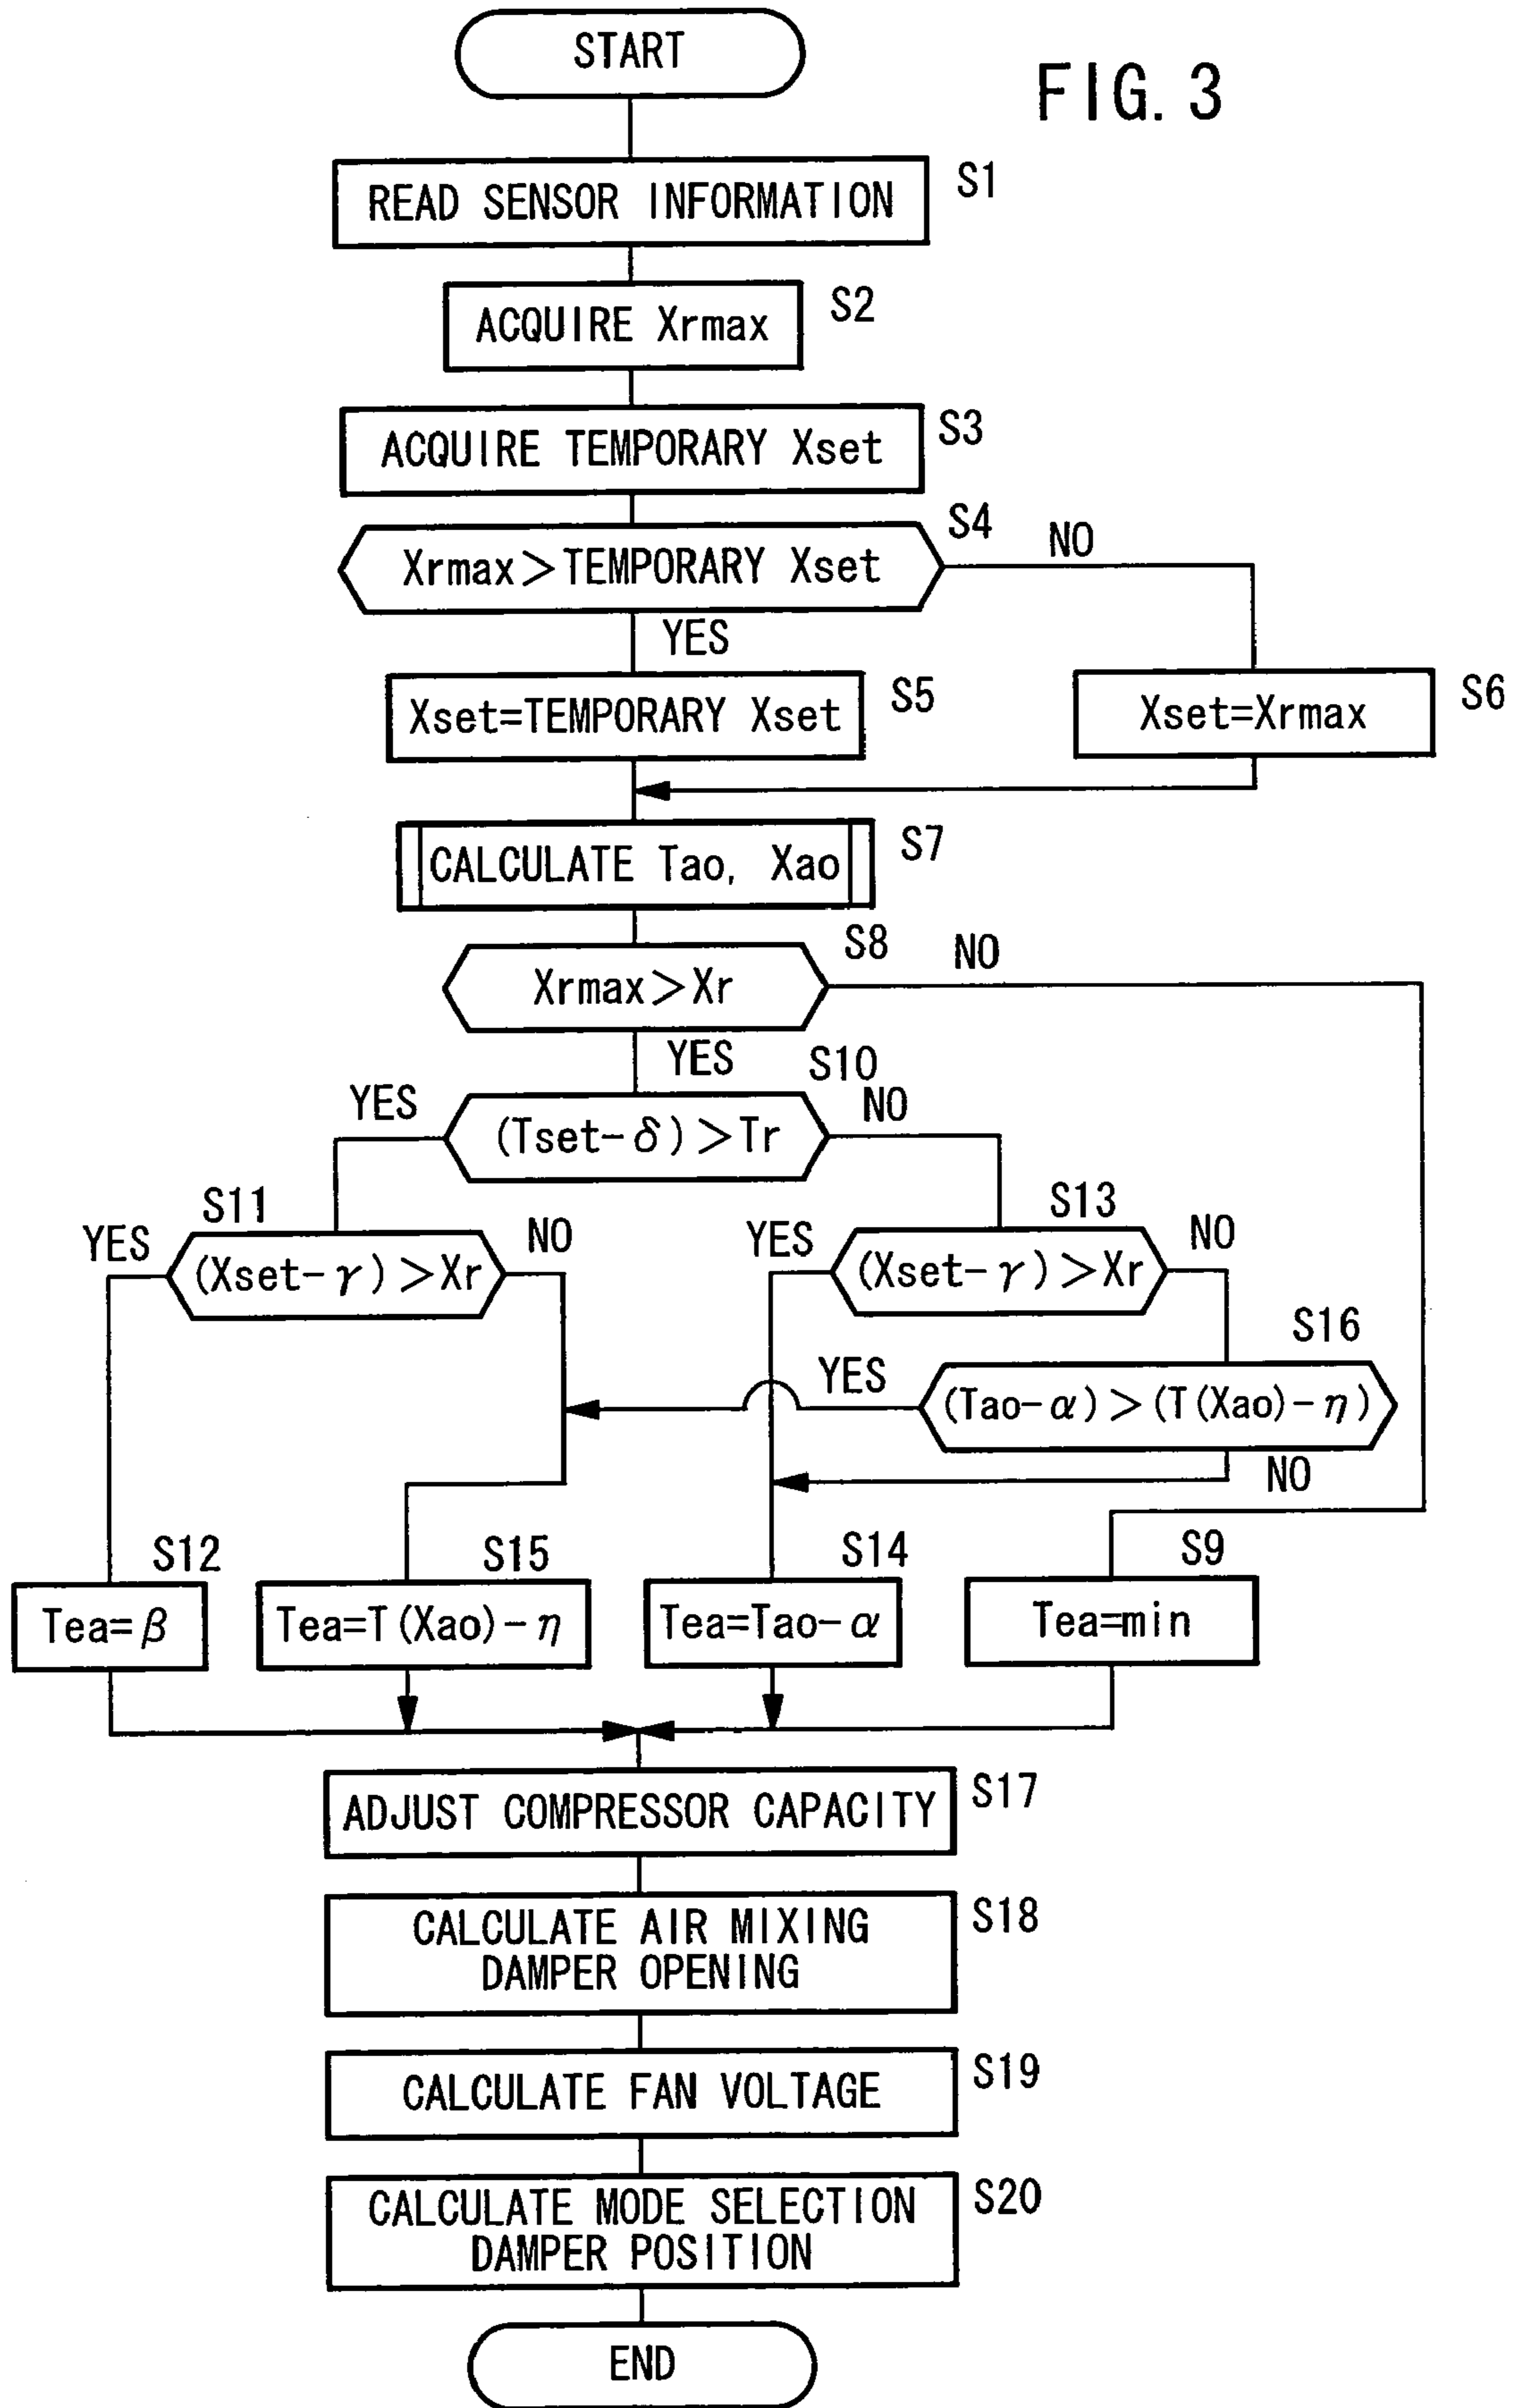 START
FIG. 3
READ SENSOR INFORMATION
S1
ACQUIRE Xrmax
S2
ACQUIRE TEMPORARY Xset
S3
Xrmax>TEMPORARY Xset
S4
NO
YES
Xset=TEMPORARY Xset
S5
Xset=Xrmax
S6
CALCULATE Tao, Xao
S7
Xrmax>Xr
S8
NO
YES
S10
YES
(Tset-δ)>Tr
NO
S11
YES
(Xset-γ)>Xr
NO
S13
YES
(Xset-γ)>Xr
NO
S16
YES
(Tao-α)>(T(Xao)-η)
NO
S12
Tea=β
S15
Tea=T(Xao)-η
S14
Tea=Tao-α
S9
Tea=min
ADJUST COMPRESSOR CAPACITY
S17
CALCULATE AIR MIXING
DAMPER OPENING
S18
CALCULATE FAN VOLTAGE
S19
CALCULATE MODE SELECTION
DAMPER POSITION
S20
END